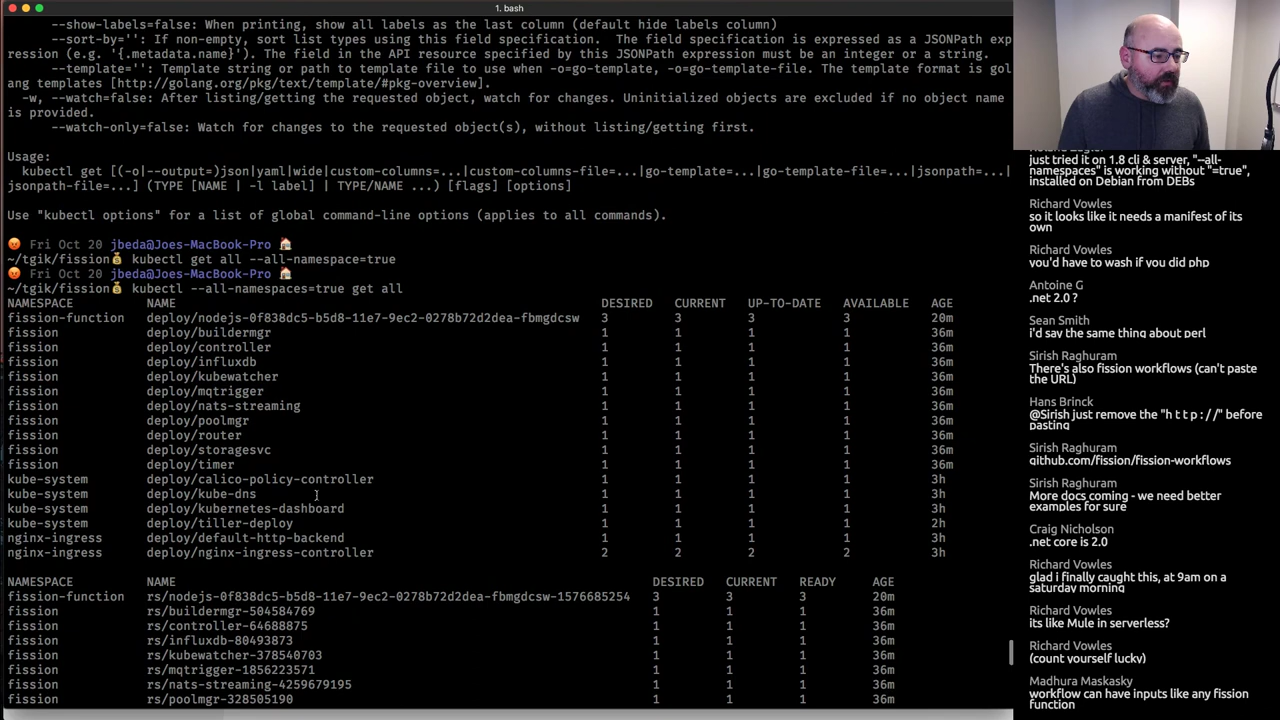 1. bash
--show-labels=false: When printing, show all labels as the last column (default hide labels column)
--sort-by='': If non-empty, sort list types using this field specification.  The field specification is expressed as a JSONPath exp
ression (e.g. '{.metadata.name}'). The field in the API resource specified by this JSONPath expression must be an integer or a string.
--template='': Template string or path to template file to use when -o=go-template, -o=go-template-file. The template format is gol
ang templates [http://golang.org/pkg/text/template/#pkg-overview].
-w, --watch=false: After listing/getting the requested object, watch for changes. Uninitialized objects are excluded if no object name
is provided.
--watch-only=false: Watch for changes to the requested object(s), without listing/getting first.
Usage:
kubectl get [(-o|--output=)json|yaml|wide|custom-columns=...|custom-columns-file=...|go-template=...|go-template-file=...|jsonpath=...|
jsonpath-file=...] (TYPE [NAME | -l label] | TYPE/NAME ...) [flags] [options]
Use "kubectl options" for a list of global command-line options (applies to all commands).
Fri Oct 20 jbeda@Joes-MacBook-Pro
~/tgik/fission kubectl get all --all-namespace=true
Fri Oct 20 jbeda@Joes-MacBook-Pro
~/tgik/fission kubectl --all-namespaces=true get all
NAMESPACE NAME DESIRED CURRENT UP-TO-DATE AVAILABLE AGE
fission-function deploy/nodejs-0f838dc5-b5d8-11e7-9ec2-0278b72d2dea-fbmgdcsw 3 3 3 3 20m
fission deploy/buildermgr 1 1 1 1 36m
fission deploy/controller 1 1 1 1 36m
fission deploy/influxdb 1 1 1 1 36m
fission deploy/kubewatcher 1 1 1 1 36m
fission deploy/mqtrigger 1 1 1 1 36m
fission deploy/nats-streaming 1 1 1 1 36m
fission deploy/poolmgr 1 1 1 1 36m
fission deploy/router 1 1 1 1 36m
fission deploy/storagesvc 1 1 1 1 36m
fission deploy/timer 1 1 1 1 36m
kube-system deploy/calico-policy-controller 1 1 1 1 3h
kube-system deploy/kube-dns 1 1 1 1 3h
kube-system deploy/kubernetes-dashboard 1 1 1 1 3h
kube-system deploy/tiller-deploy 1 1 1 1 2h
nginx-ingress deploy/default-http-backend 1 1 1 1 3h
nginx-ingress deploy/nginx-ingress-controller 2 2 2 2 3h
NAMESPACE NAME DESIRED CURRENT READY AGE
fission-function rs/nodejs-0f838dc5-b5d8-11e7-9ec2-0278b72d2dea-fbmgdcsw-1576685254 3 3 3 20m
fission rs/buildermgr-504584769 1 1 1 36m
fission rs/controller-64688875 1 1 1 36m
fission rs/influxdb-80493873 1 1 1 36m
fission rs/kubewatcher-378540703 1 1 1 36m
fission rs/mqtrigger-1856223571 1 1 1 36m
fission rs/nats-streaming-4259679195 1 1 1 36m
fission rs/poolmgr-328505190 1 1 1 36m
just tried it on 1.8 cli & server, "--all-
namespaces" is working without "=true",
installed on Debian from DEBs
Richard Vowles
so it looks like it needs a manifest of its
own
Richard Vowles
you'd have to wash if you did php
Antoine G
.net 2.0 ?
Sean Smith
i'd say the same thing about perl
Sirish Raghuram
There's also fission workflows (can't paste
the URL)
Hans Brinck
@Sirish just remove the "h t t p : / /" before
pasting
Sirish Raghuram
github.com/fission/fission-workflows
Sirish Raghuram
More docs coming - we need better
examples for sure
Craig Nicholson
.net core is 2.0
Richard Vowles
glad i finally caught this, at 9am on a
saturday morning
Richard Vowles
its like Mule in serverless?
Richard Vowles
(count yourself lucky)
Madhura Maskasky
workflow can have inputs like any fission
function